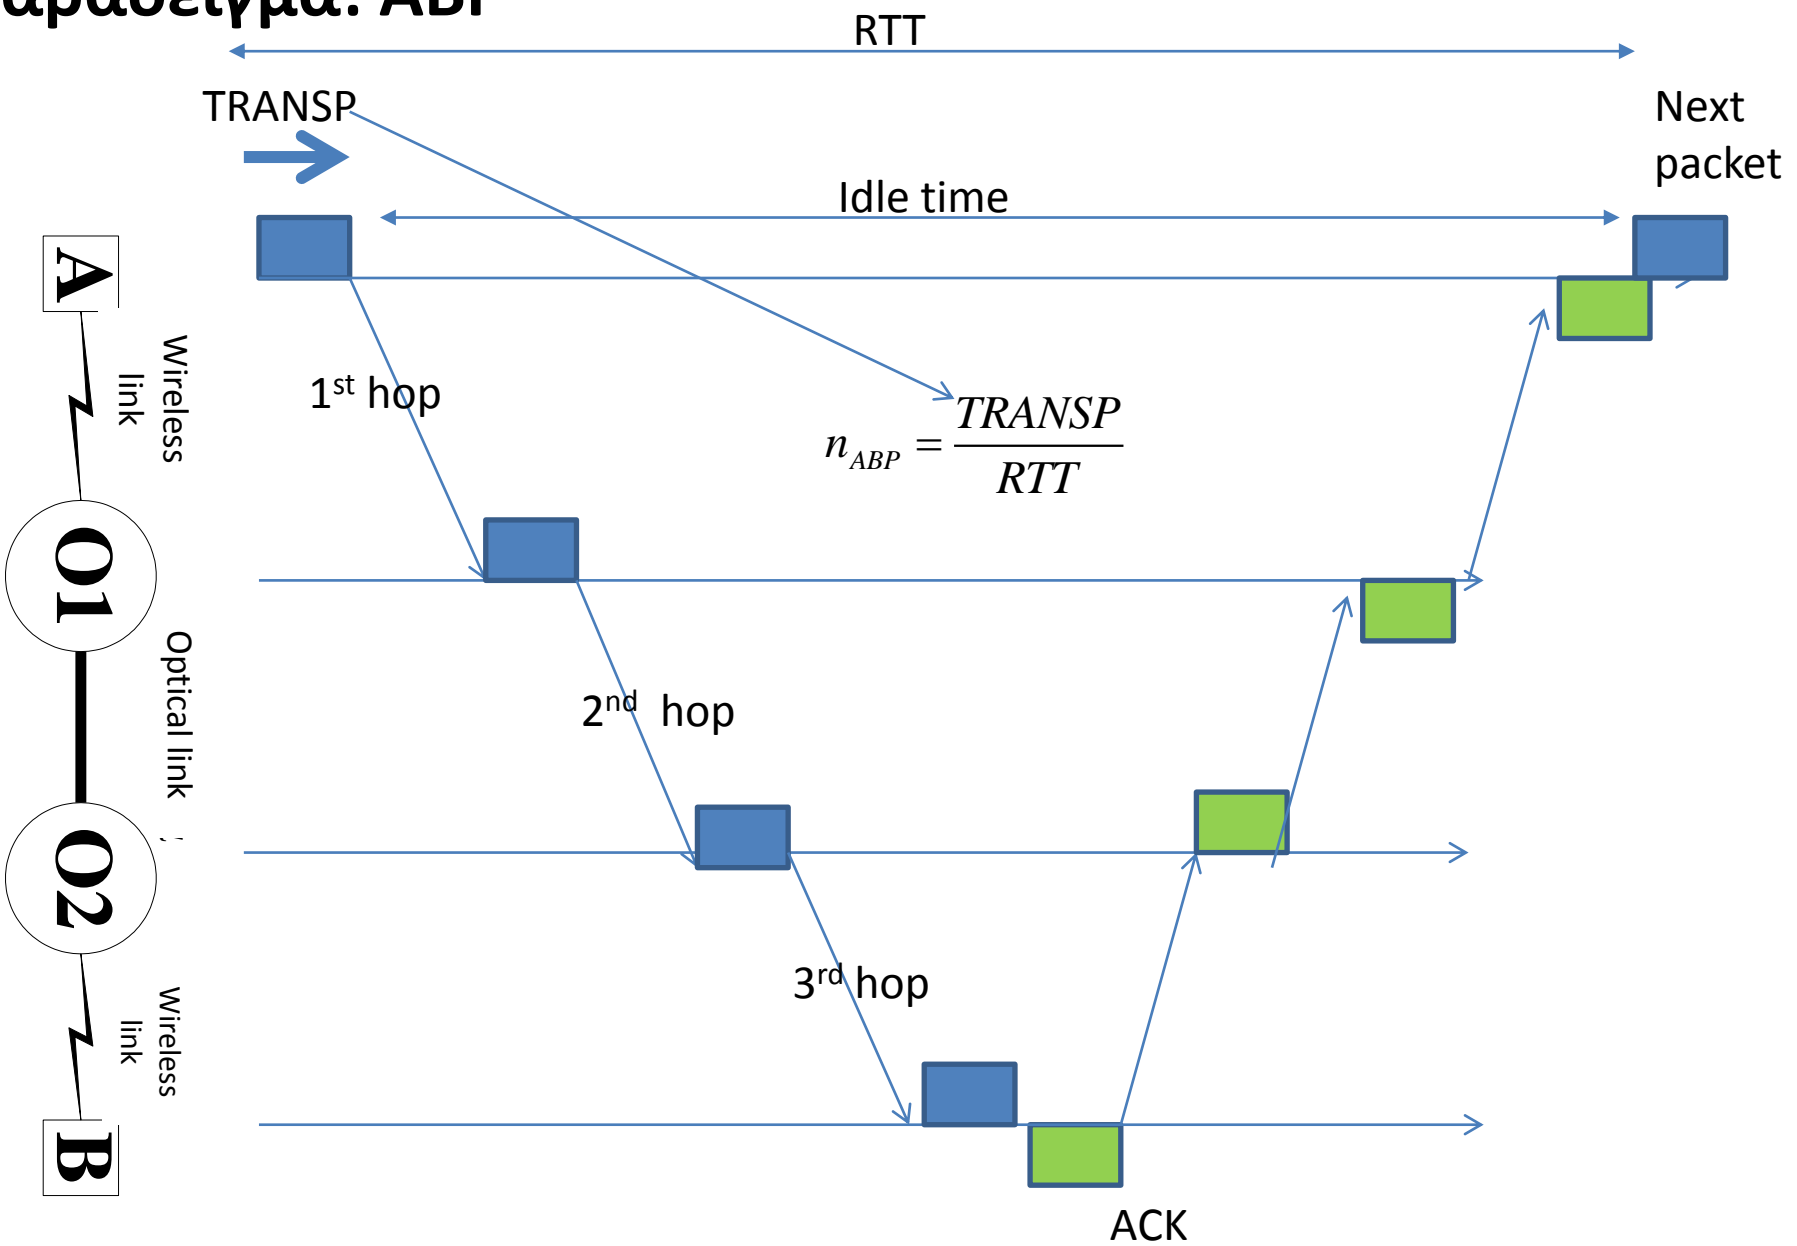 ABP
RTT
TRANSP
Next
packet
Idle time
A
Wireless
link
1st hop
n_ABP = TRANSP / RTT
O1
Optical link
2nd hop
O2
3rd hop
Wireless
link
B
ACK